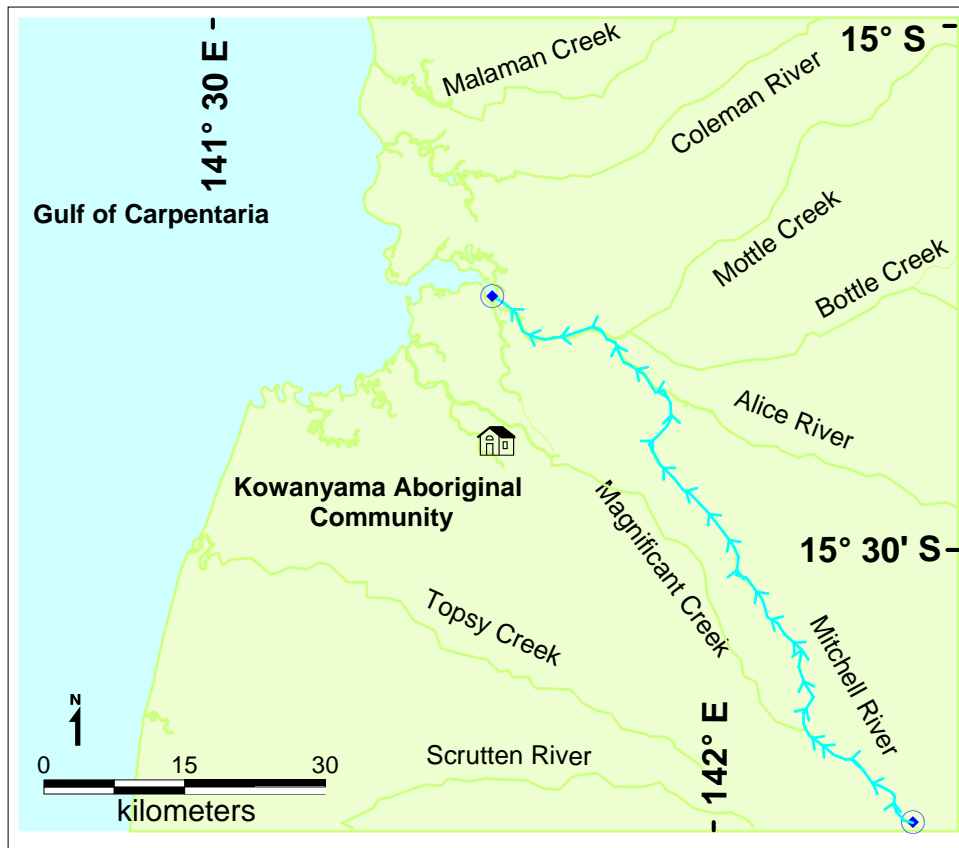 15° S
141° 30 E
Malaman Creek
Coleman River
Gulf of Carpentaria
Mottle Creek
Bottle Creek
Alice River
Kowanyama Aboriginal
Community
Magnificant Creek
15° 30' S
Topsy Creek
Mitchell River
142° E
Scrutten River
N
0 15 30
kilometers